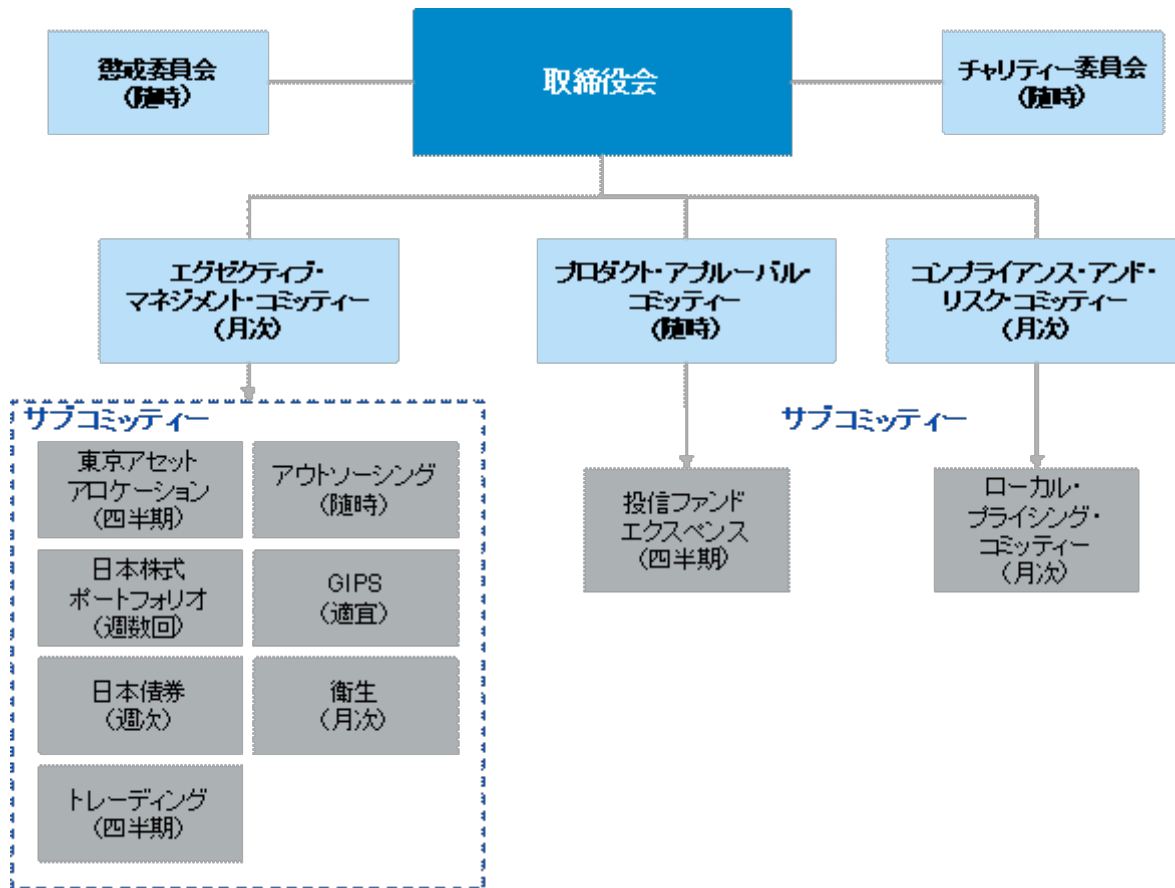 懲戒委員会
(随時)
取締役会
チャリティー委員会
(随時)
エグゼクティブ・
マネジメント・コミッティー
(月次)
プロダクト・アプルーバル・
コミッティー
(随時)
コンプライアンス・アンド・
リスク・コミッティー
(月次)
サブコミッティー
東京アセット
アロケーション
(四半期)
アウトソーシング
(随時)
日本株式
ポートフォリオ
(週数回)
GIPS
(適宜)
日本債券
(週次)
衛生
(月次)
トレーディング
(四半期)
サブコミッティー
投信ファンド
エクスペンス
(四半期)
ローカル・
プライシング・
コミッティー
(月次)